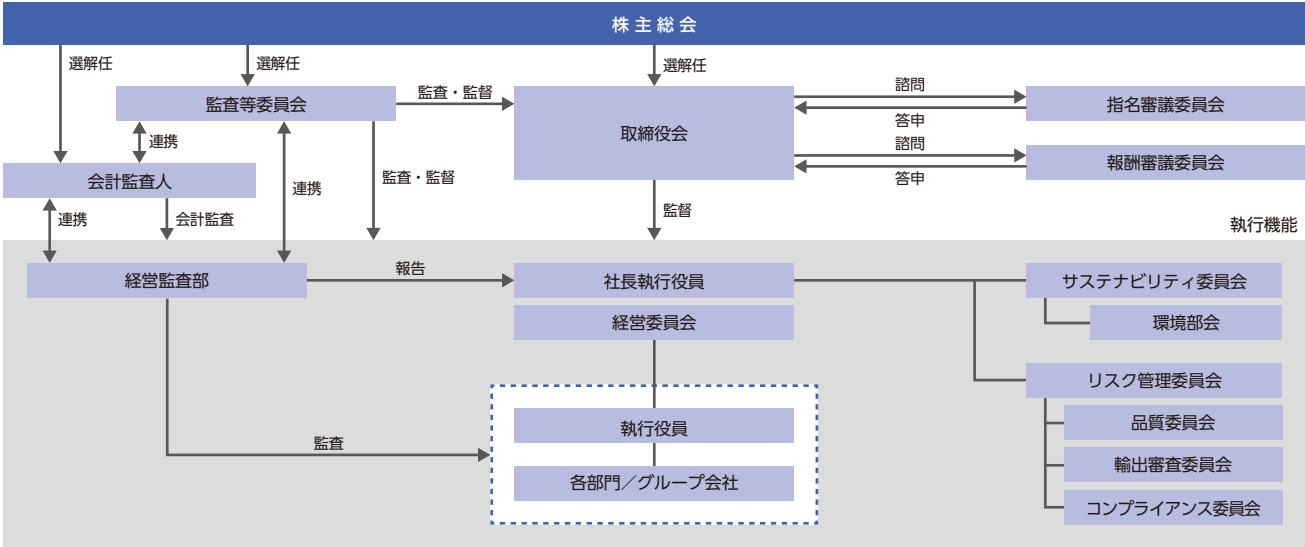 株主総会
選解任
選解任
選解任
監査等委員会
監査・監督
取締役会
諮問
答申
指名審議委員会
諮問
答申
報酬審議委員会
連携
会計監査人
連携
監査・監督
連携
会計監査
監督
執行機能
経営監査部
報告
社長執行役員
経営委員会
サステナビリティ委員会
環境部会
リスク管理委員会
執行役員
品質委員会
監査
輸出審査委員会
各部門／グループ会社
コンプライアンス委員会